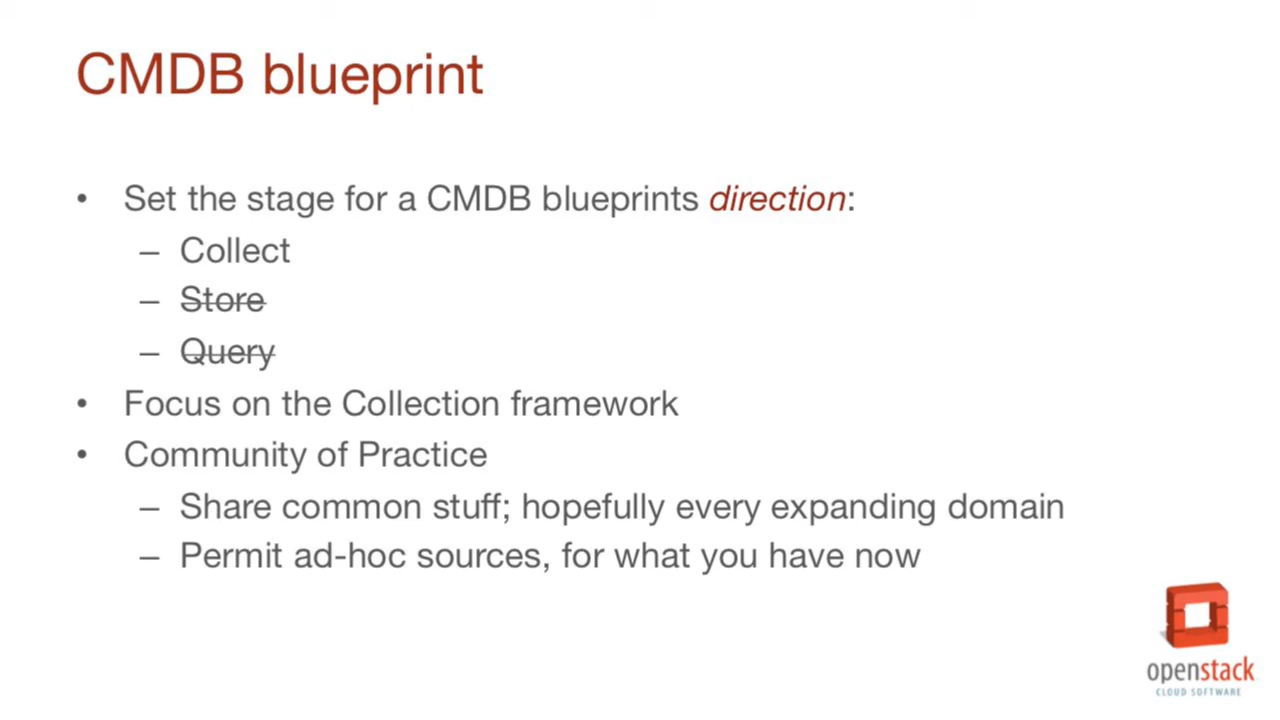 CMDB blueprint
• Set the stage for a CMDB blueprints direction:
– Collect
– Store
– Query
• Focus on the Collection framework
• Community of Practice
– Share common stuff; hopefully every expanding domain
– Permit ad-hoc sources, for what you have now
openstack
CLOUD SOFTWARE